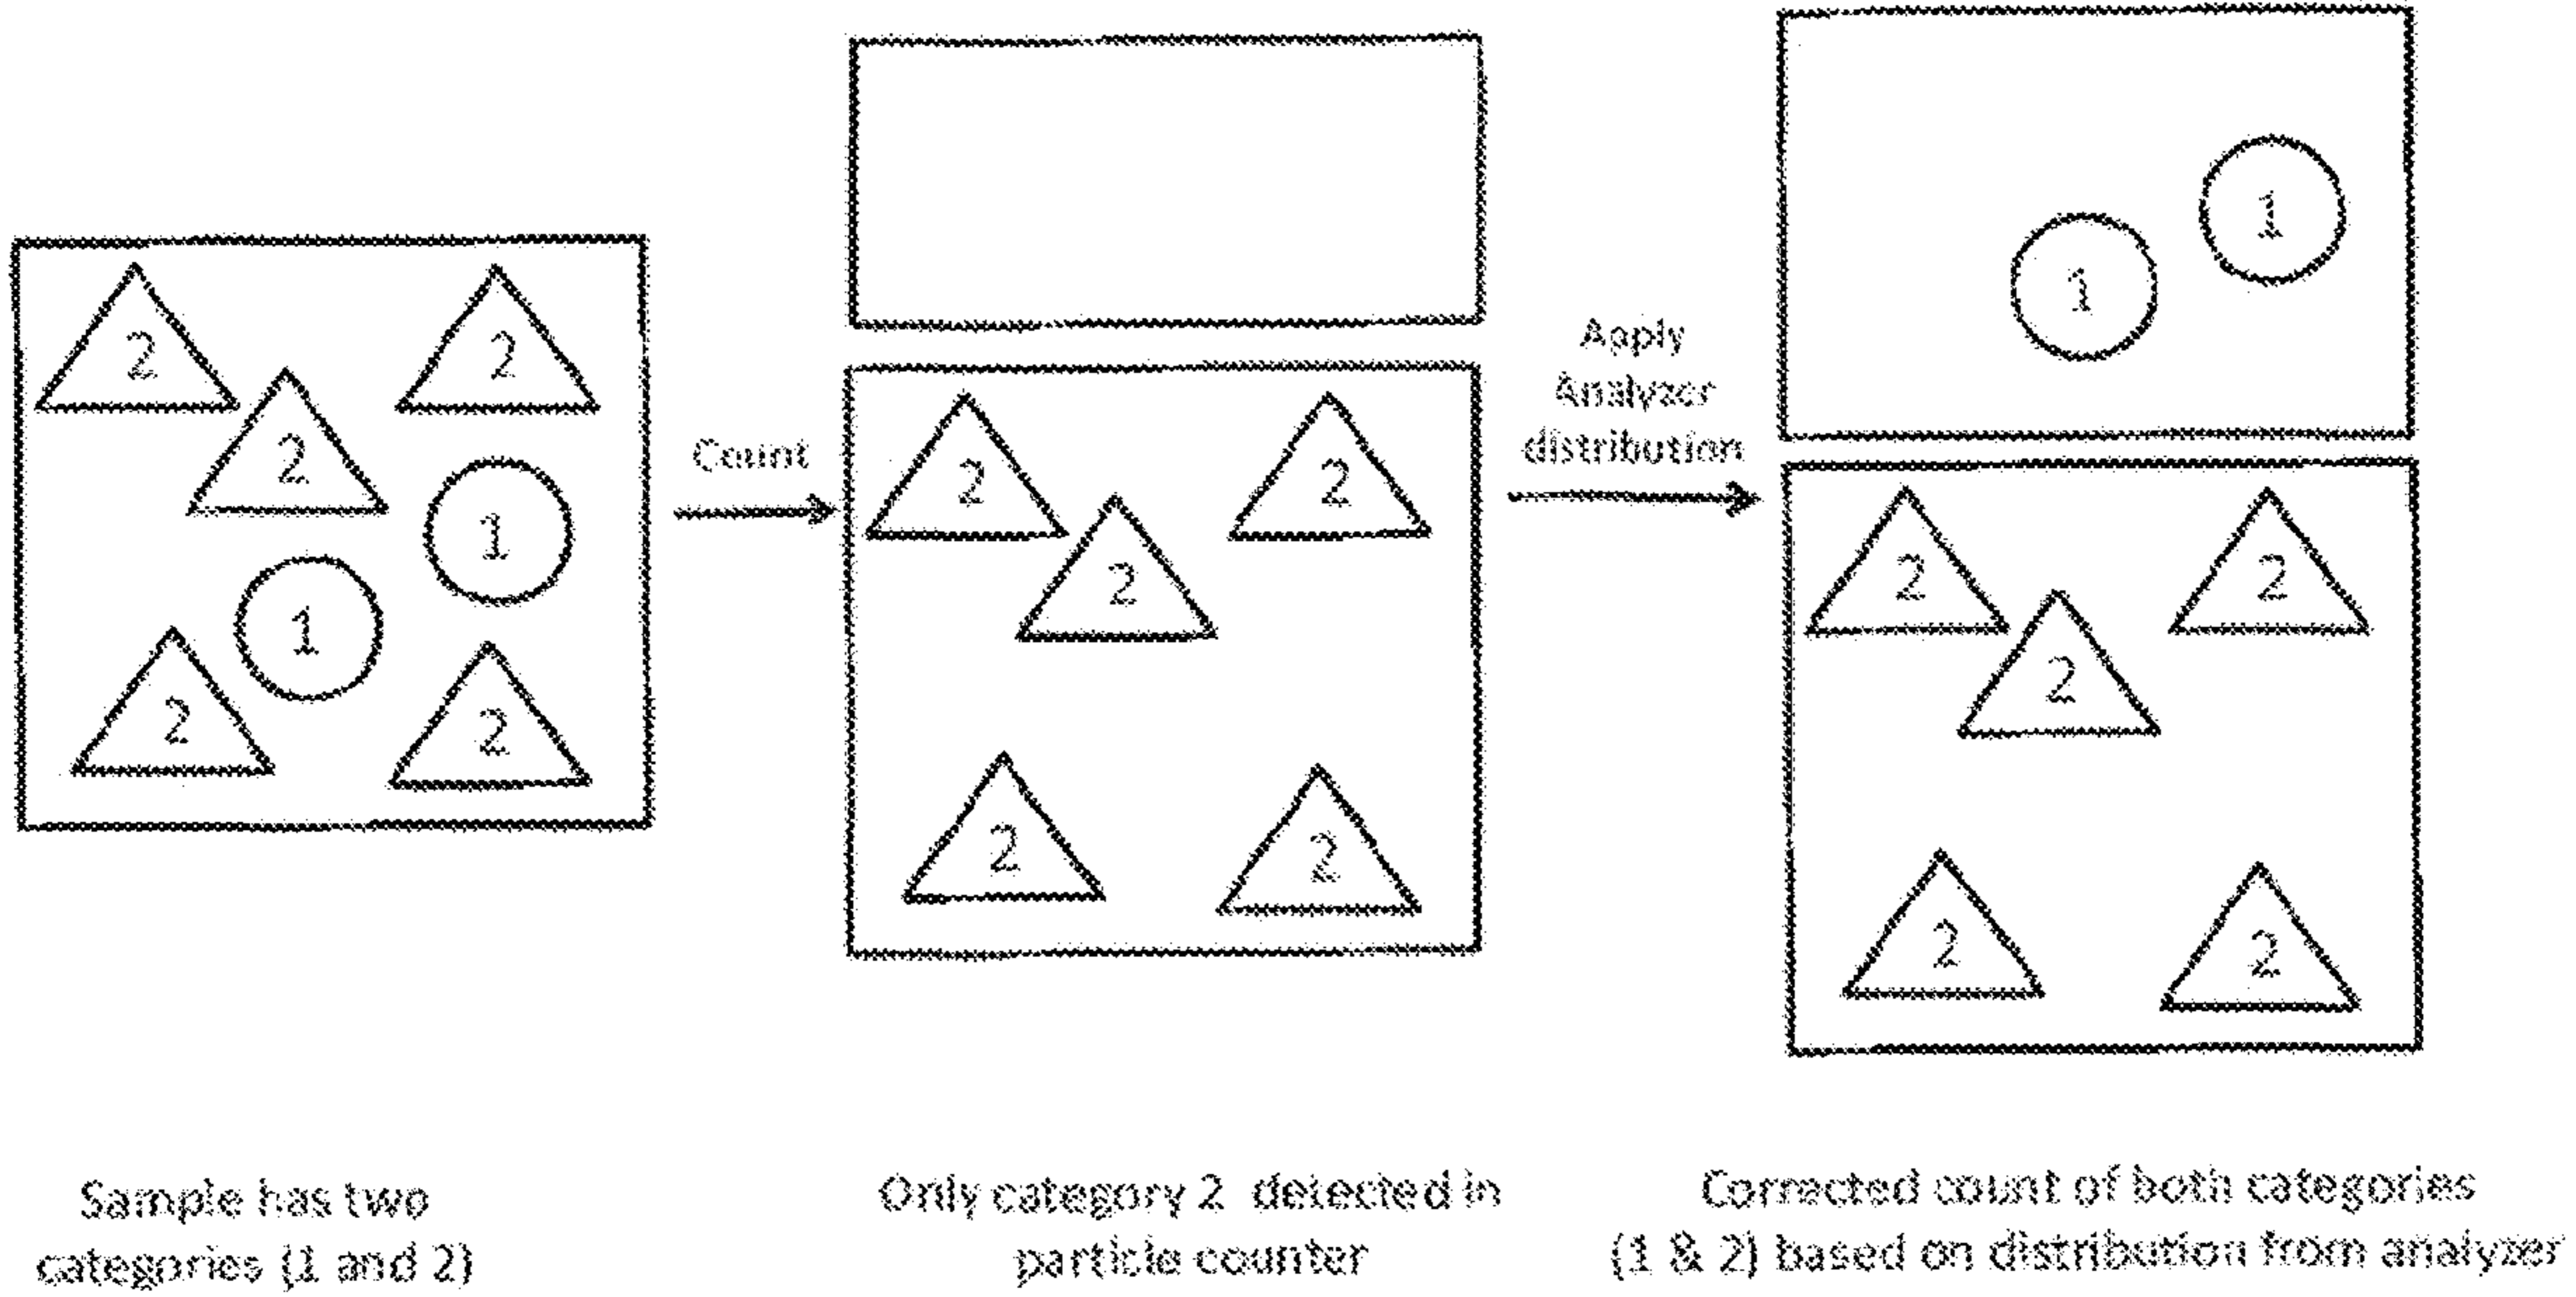 2
2
2
1
1
2
2
Count
2
2
2
2
2
Apply
Analyzer
distribution
1
1
2
2
2
2
2
Sample has two
categories (1 and 2)
Only category 2 detected in
particle counter
Corrected count of both categories
(1 & 2) based on distribution from analyzer